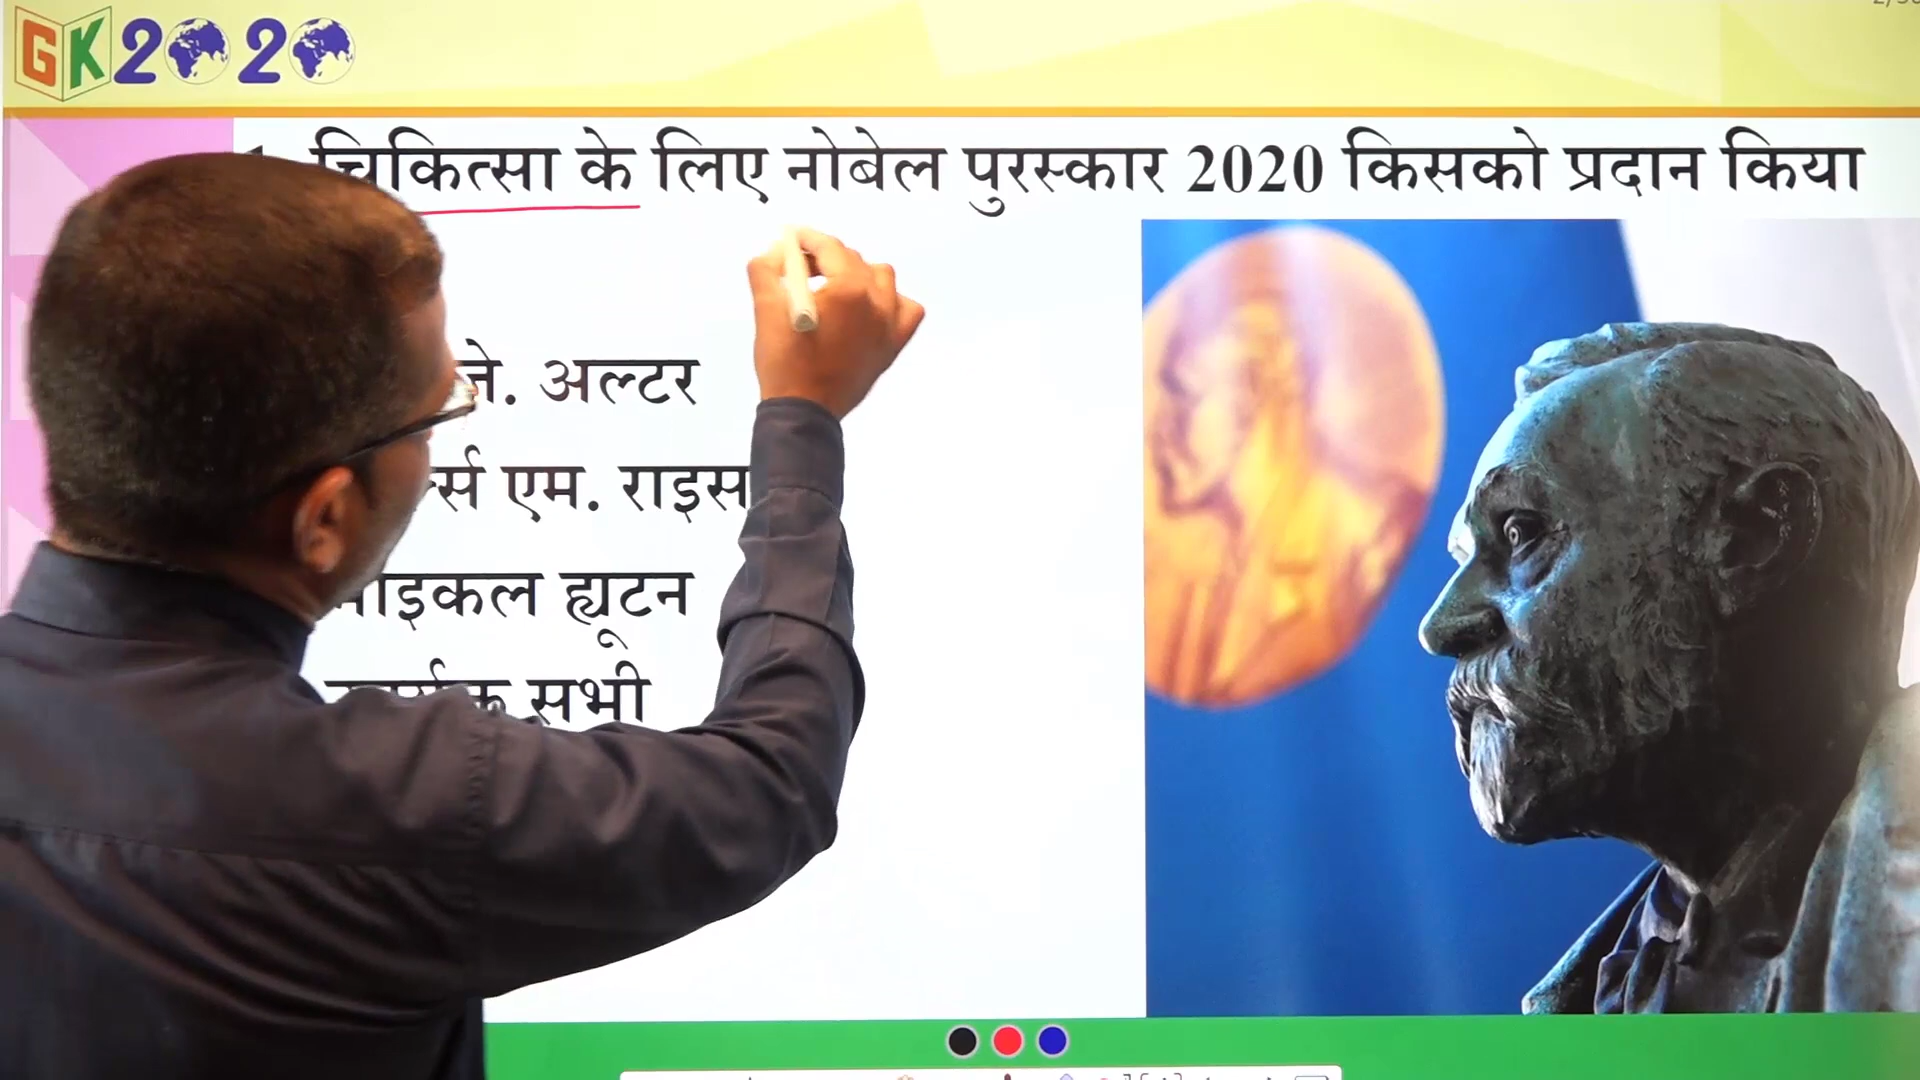 GK2020
चिकित्सा के लिए नोबेल पुरस्कार 2020 किसको प्रदान किया
जे. अल्टर
एम. राइस
माइकल ह्यूटन
सभी